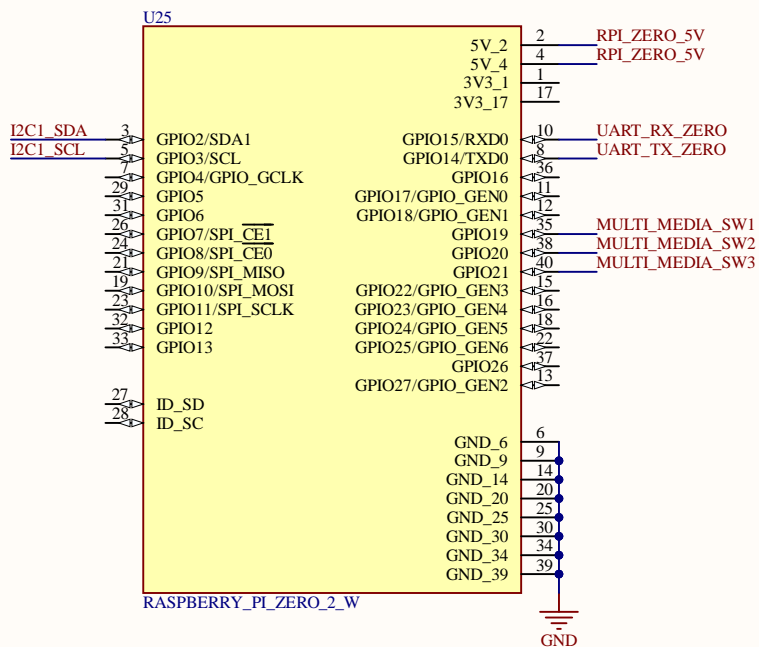 U25
5V_2 2 RPI_ZERO_5V
5V_4 4 RPI_ZERO_5V
3V3_1 1
3V3_17 17
I2C1_SDA 3 GPIO2/SDA1 GPIO15/RXD0 10 UART_RX_ZERO
I2C1_SCL 5 GPIO3/SCL GPIO14/TXD0 8 UART_TX_ZERO
7 GPIO4/GPIO_GCLK GPIO16 36
29 GPIO5 GPIO17/GPIO_GEN0 11
31 GPIO6 GPIO18/GPIO_GEN1 12
26 GPIO7/SPI_CE1 GPIO19 35 MULTI_MEDIA_SW1
24 GPIO8/SPI_CE0 GPIO20 38 MULTI_MEDIA_SW2
21 GPIO9/SPI_MISO GPIO21 40 MULTI_MEDIA_SW3
19 GPIO10/SPI_MOSI GPIO22/GPIO_GEN3 15
23 GPIO11/SPI_SCLK GPIO23/GPIO_GEN4 16
32 GPIO12 GPIO24/GPIO_GEN5 18
33 GPIO13 GPIO25/GPIO_GEN6 22
GPIO26 37
GPIO27/GPIO_GEN2 13
27 ID_SD
28 ID_SC
GND_6 6
GND_9 9
GND_14 14
GND_20 20
GND_25 25
GND_30 30
GND_34 34
GND_39 39
RASPBERRY_PI_ZERO_2_W
GND